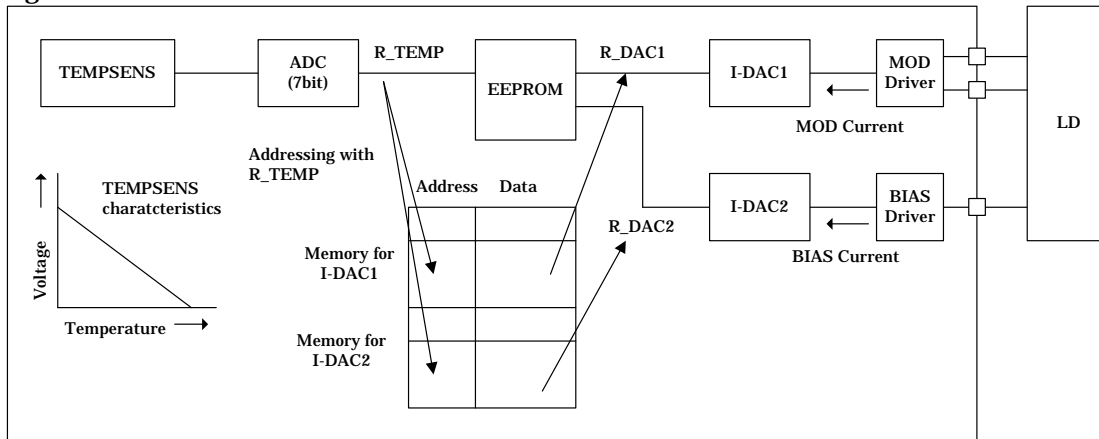 TEMPSENS
ADC
(7bit)
R_TEMP
EEPROM
R_DAC1
I-DAC1
MOD
Driver
MOD Current
LD
Addressing with
R_TEMP
TEMPSENS
charatcteristics
Voltage
Temperature
Address Data
Memory for
I-DAC1
Memory for
I-DAC2
R_DAC2
I-DAC2
BIAS
Driver
BIAS Current